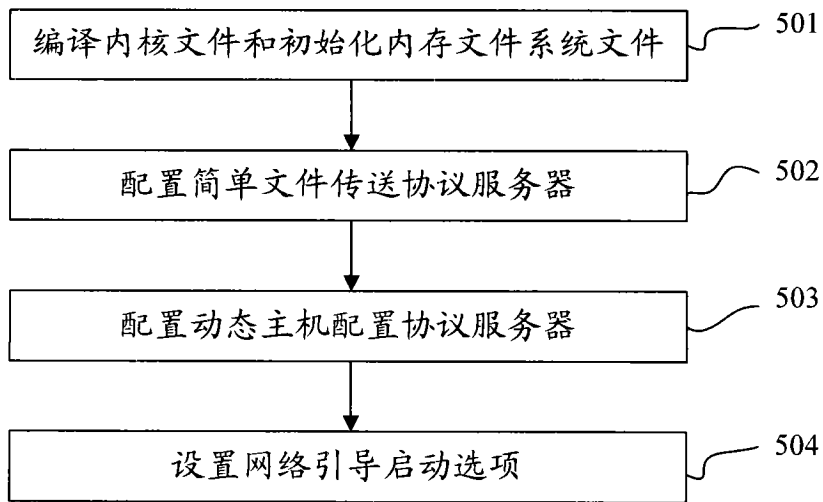 编译内核文件和初始化内存文件系统文件
501
配置简单文件传送协议服务器
502
配置动态主机配置协议服务器
503
设置网络引导启动选项
504